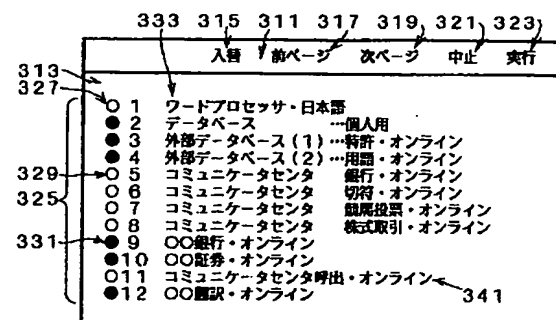 333 315 311 317 319 321 323
入替 前ページ 次ページ 中止 実行
313
327
○ 1 ワードプロセッサ・日本語
● 2 データベース …個人用
● 3 外部データベース(1)…特許・オンライン
● 4 外部データベース(2)…用語・オンライン
329 ○ 5 コミュニケータセンタ 銀行・オンライン
325 ○ 6 コミュニケータセンタ 切符・オンライン
○ 7 コミュニケータセンタ 競馬投票・オンライン
○ 8 コミュニケータセンタ 株式取引・オンライン
331 ● 9 ○○銀行・オンライン
●10 ○○証券・オンライン
○11 コミュニケータセンタ呼出・オンライン
●12 ○○翻訳・オンライン 341